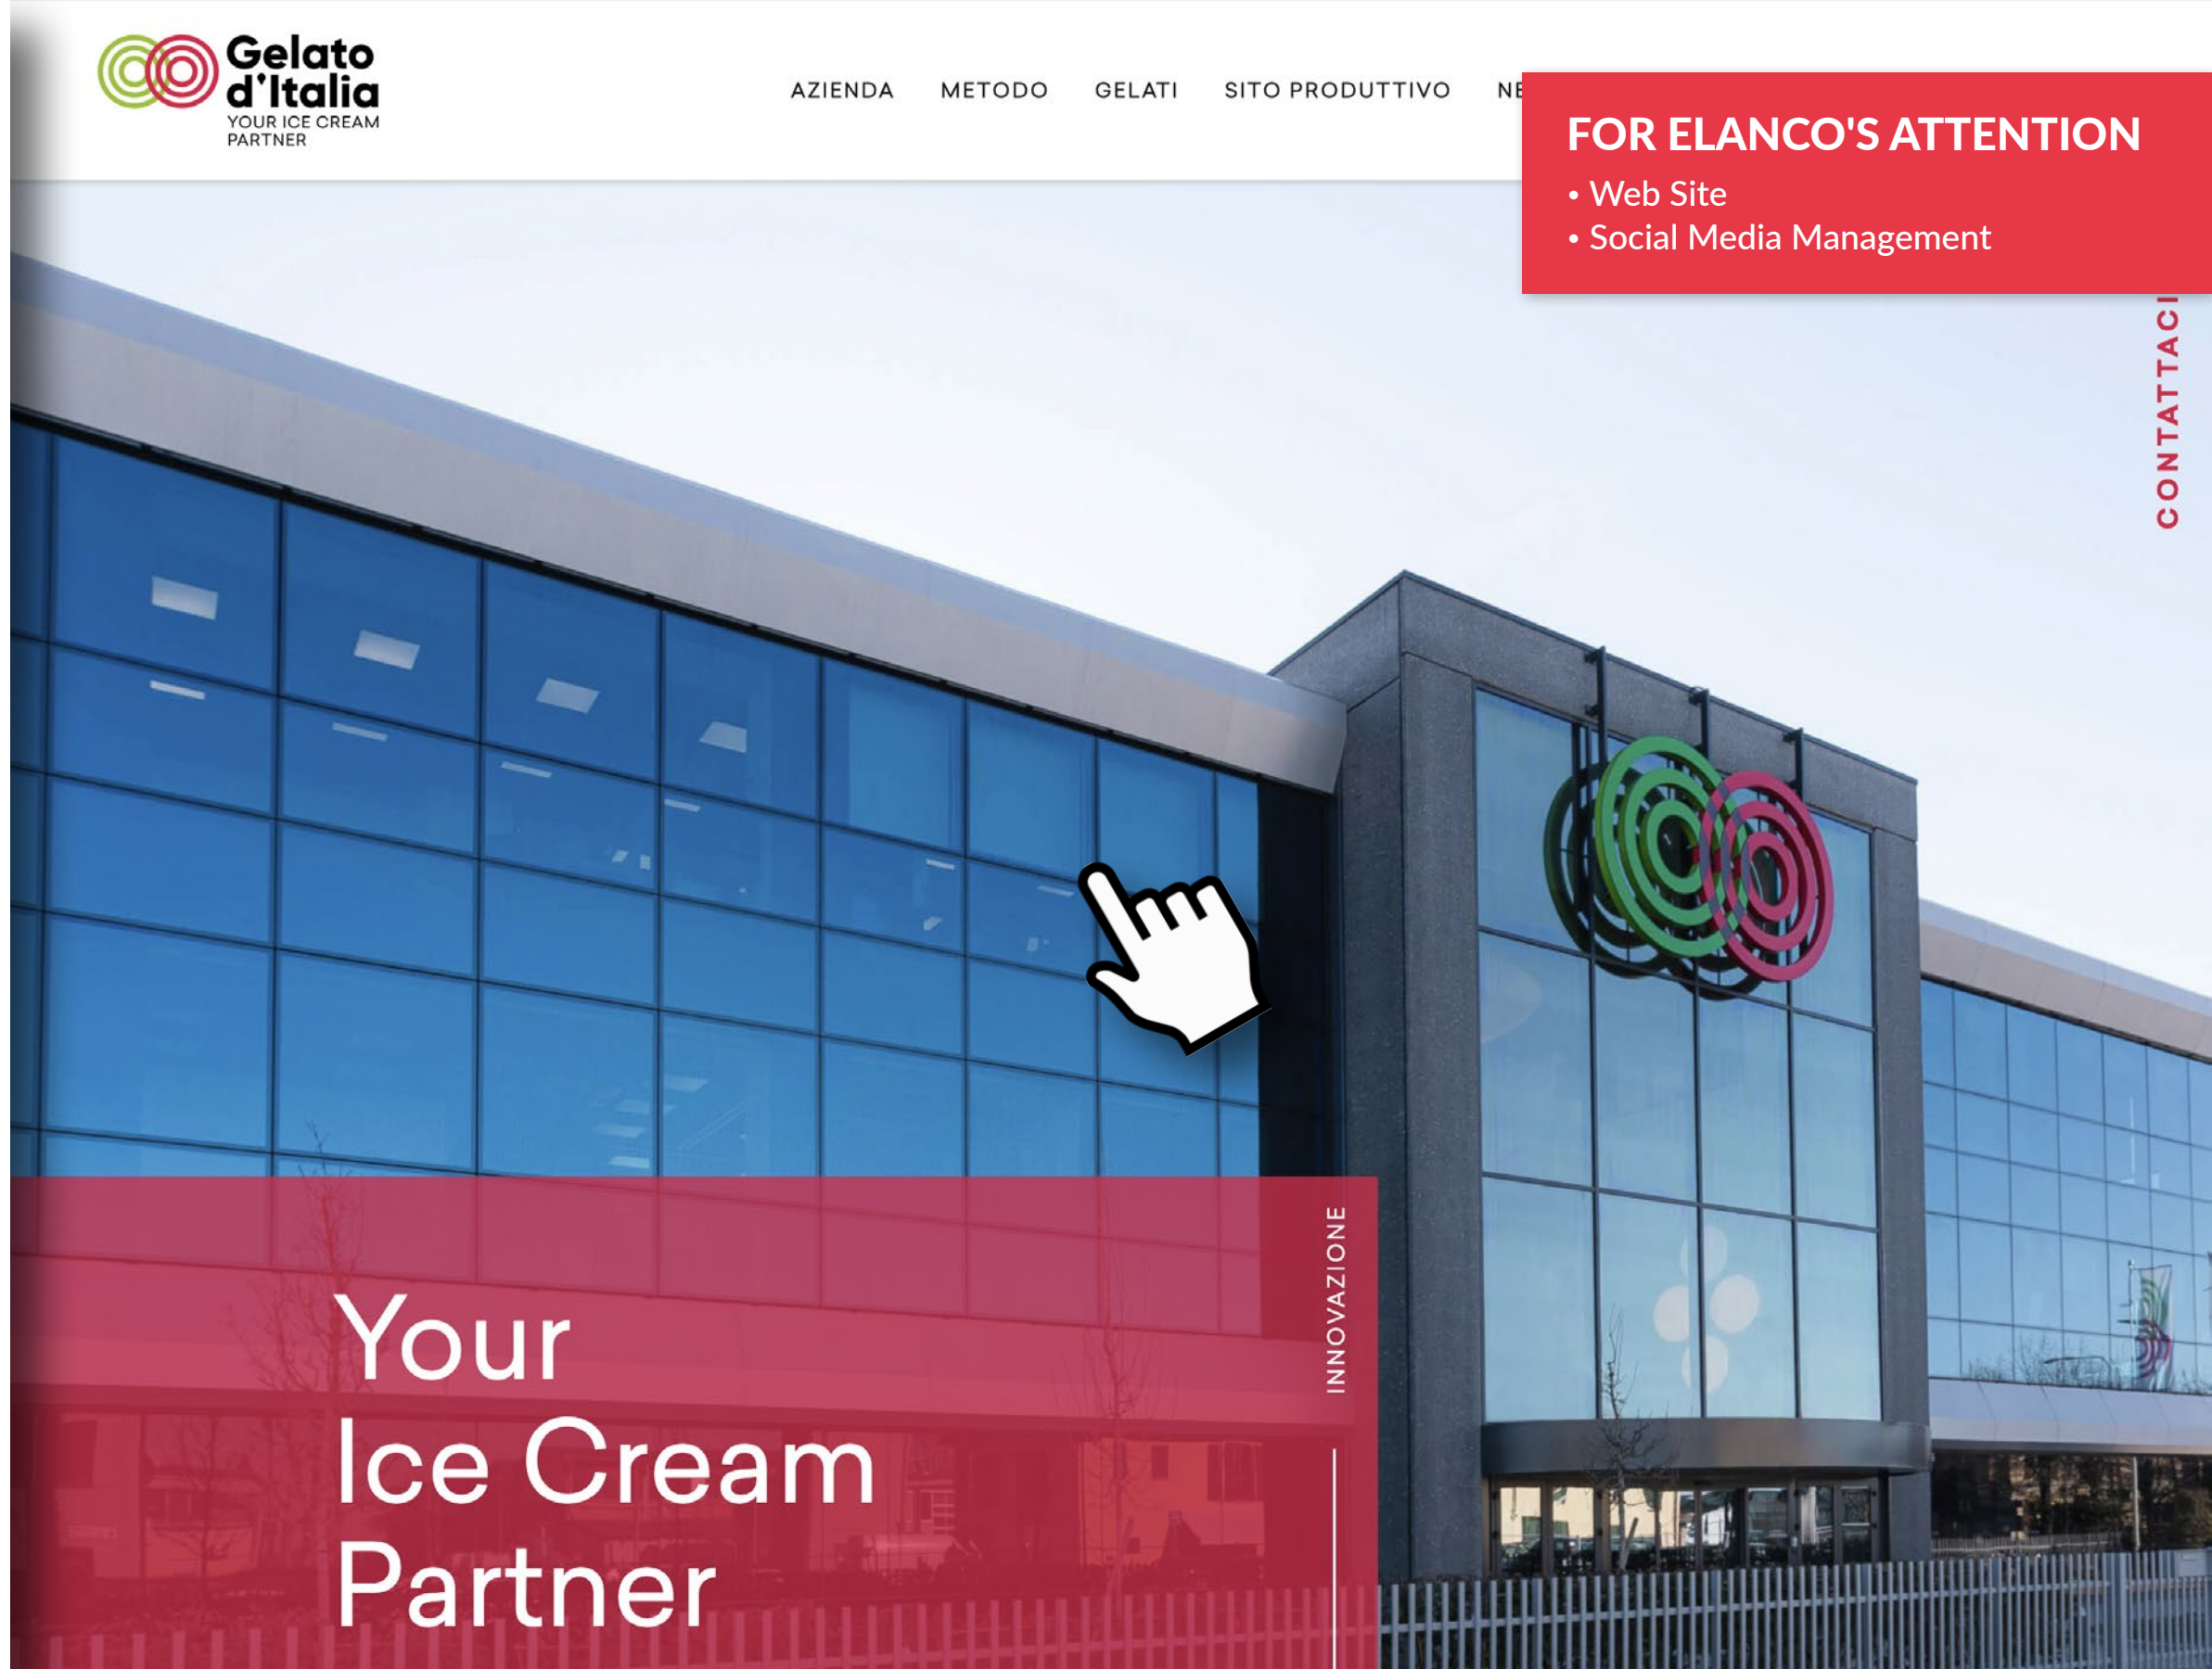 Gelato
d'Italia
YOUR ICE CREAM
PARTNER
AZIENDA METODO GELATI SITO PRODUTTIVO
FOR ELANCO'S ATTENTION
• Web Site
• Social Media Management
CONTATTACI
INNOVAZIONE
Your
Ice Cream
Partner